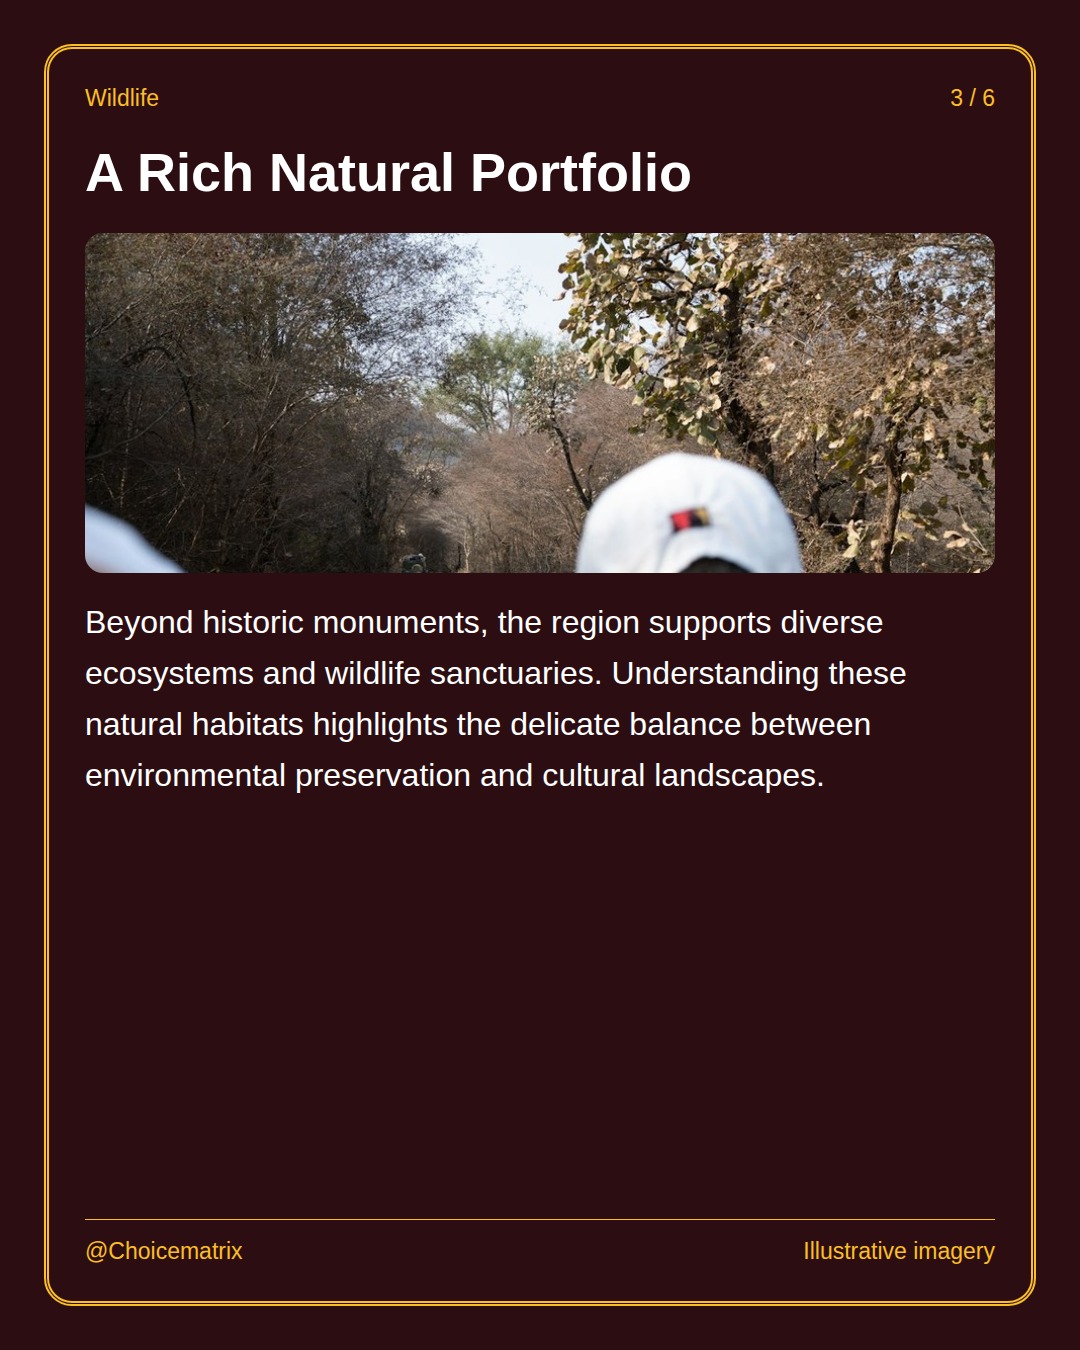 Wildlife
3 / 6
A Rich Natural Portfolio
Beyond historic monuments, the region supports diverse
ecosystems and wildlife sanctuaries. Understanding these
natural habitats highlights the delicate balance between
environmental preservation and cultural landscapes.
@Choicematrix
Illustrative imagery